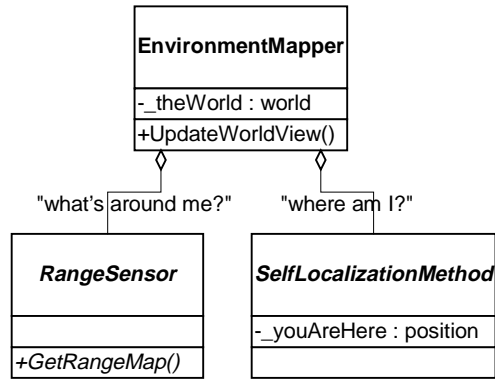 EnvironmentMapper
-_theWorld : world
+UpdateWorldView()
"what's around me?"
"where am I?"
RangeSensor
+GetRangeMap()
SelfLocalizationMethod
-_youAreHere : position